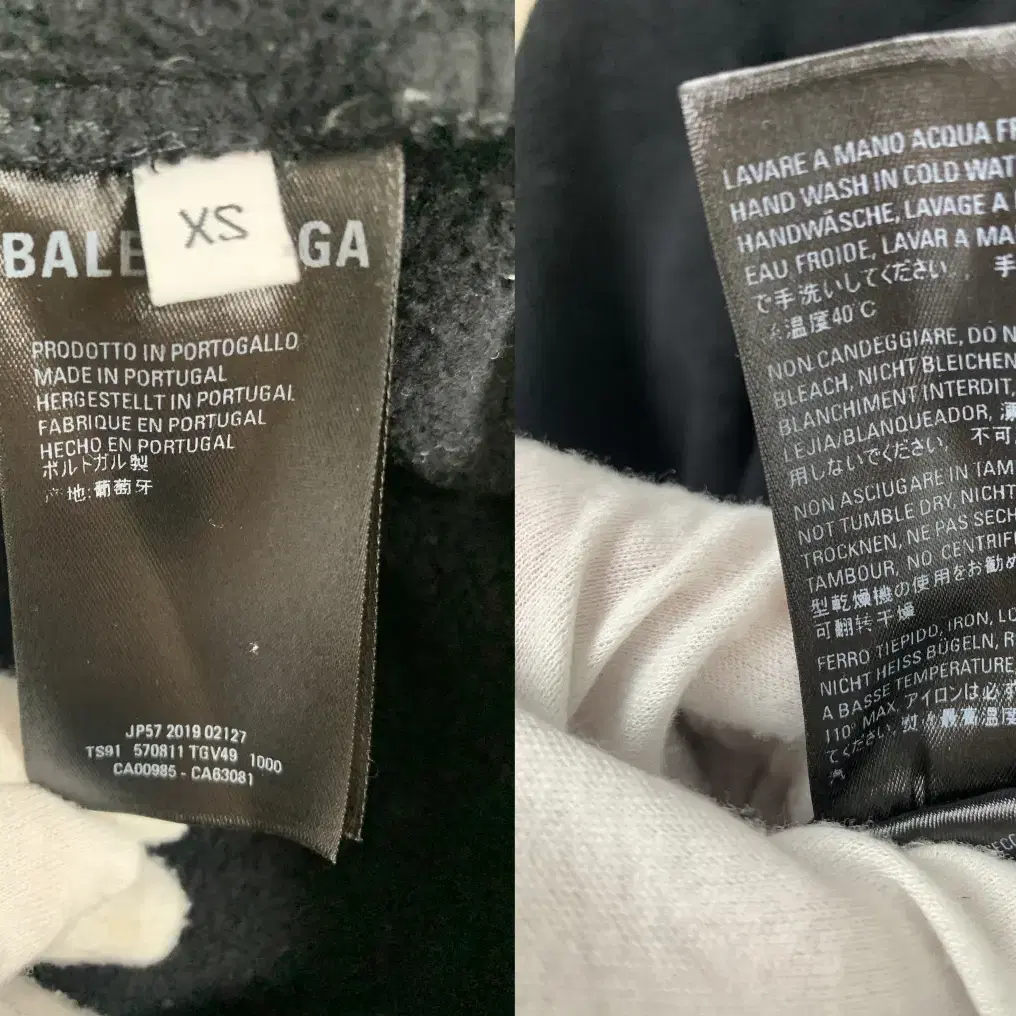 XS
BALE GA
PRODOTTO IN PORTOGALLO
MADE IN PORTUGAL
HERGESTELLT IN PORTUGAL
FABRIQUE EN PORTUGAL
HECHO EN PORTUGAL
ポルトガル製
地:葡萄牙
JP57 2019 02127
TS91 570811 TGV49 1000
CA00985 - CA63081
LAVARE A MANO ACQUA FR
HAND WASH IN COLD WAT
HANDWÄSCHE, LAVAGE A
EAU FROIDE, LAVAR A MA
で手洗いしてください. 手
温度40°C
NON CANDEGGIARE, DO N
BLEACH, NICHT BLEICHEN
BLANCHIMENT INTERDIT,
LEJIA/BLANQUEADOR, 漂
用しないでください. 不可
NON ASCIUGARE IN TAM
NOT TUMBLE DRY, NICHT
TROCKNEN, NE PAS SECH
TAMBOUR, NO CENTRIF
型乾燥機の使用をお勧め
可翻转干燥
FERRO TIEPIDO, IRON, LO
NICHT HEISS BÜGELN, R
A BASSE TEMPERATURE,
110° MAX. アイロンは必ず
てください. 最高温度
汽